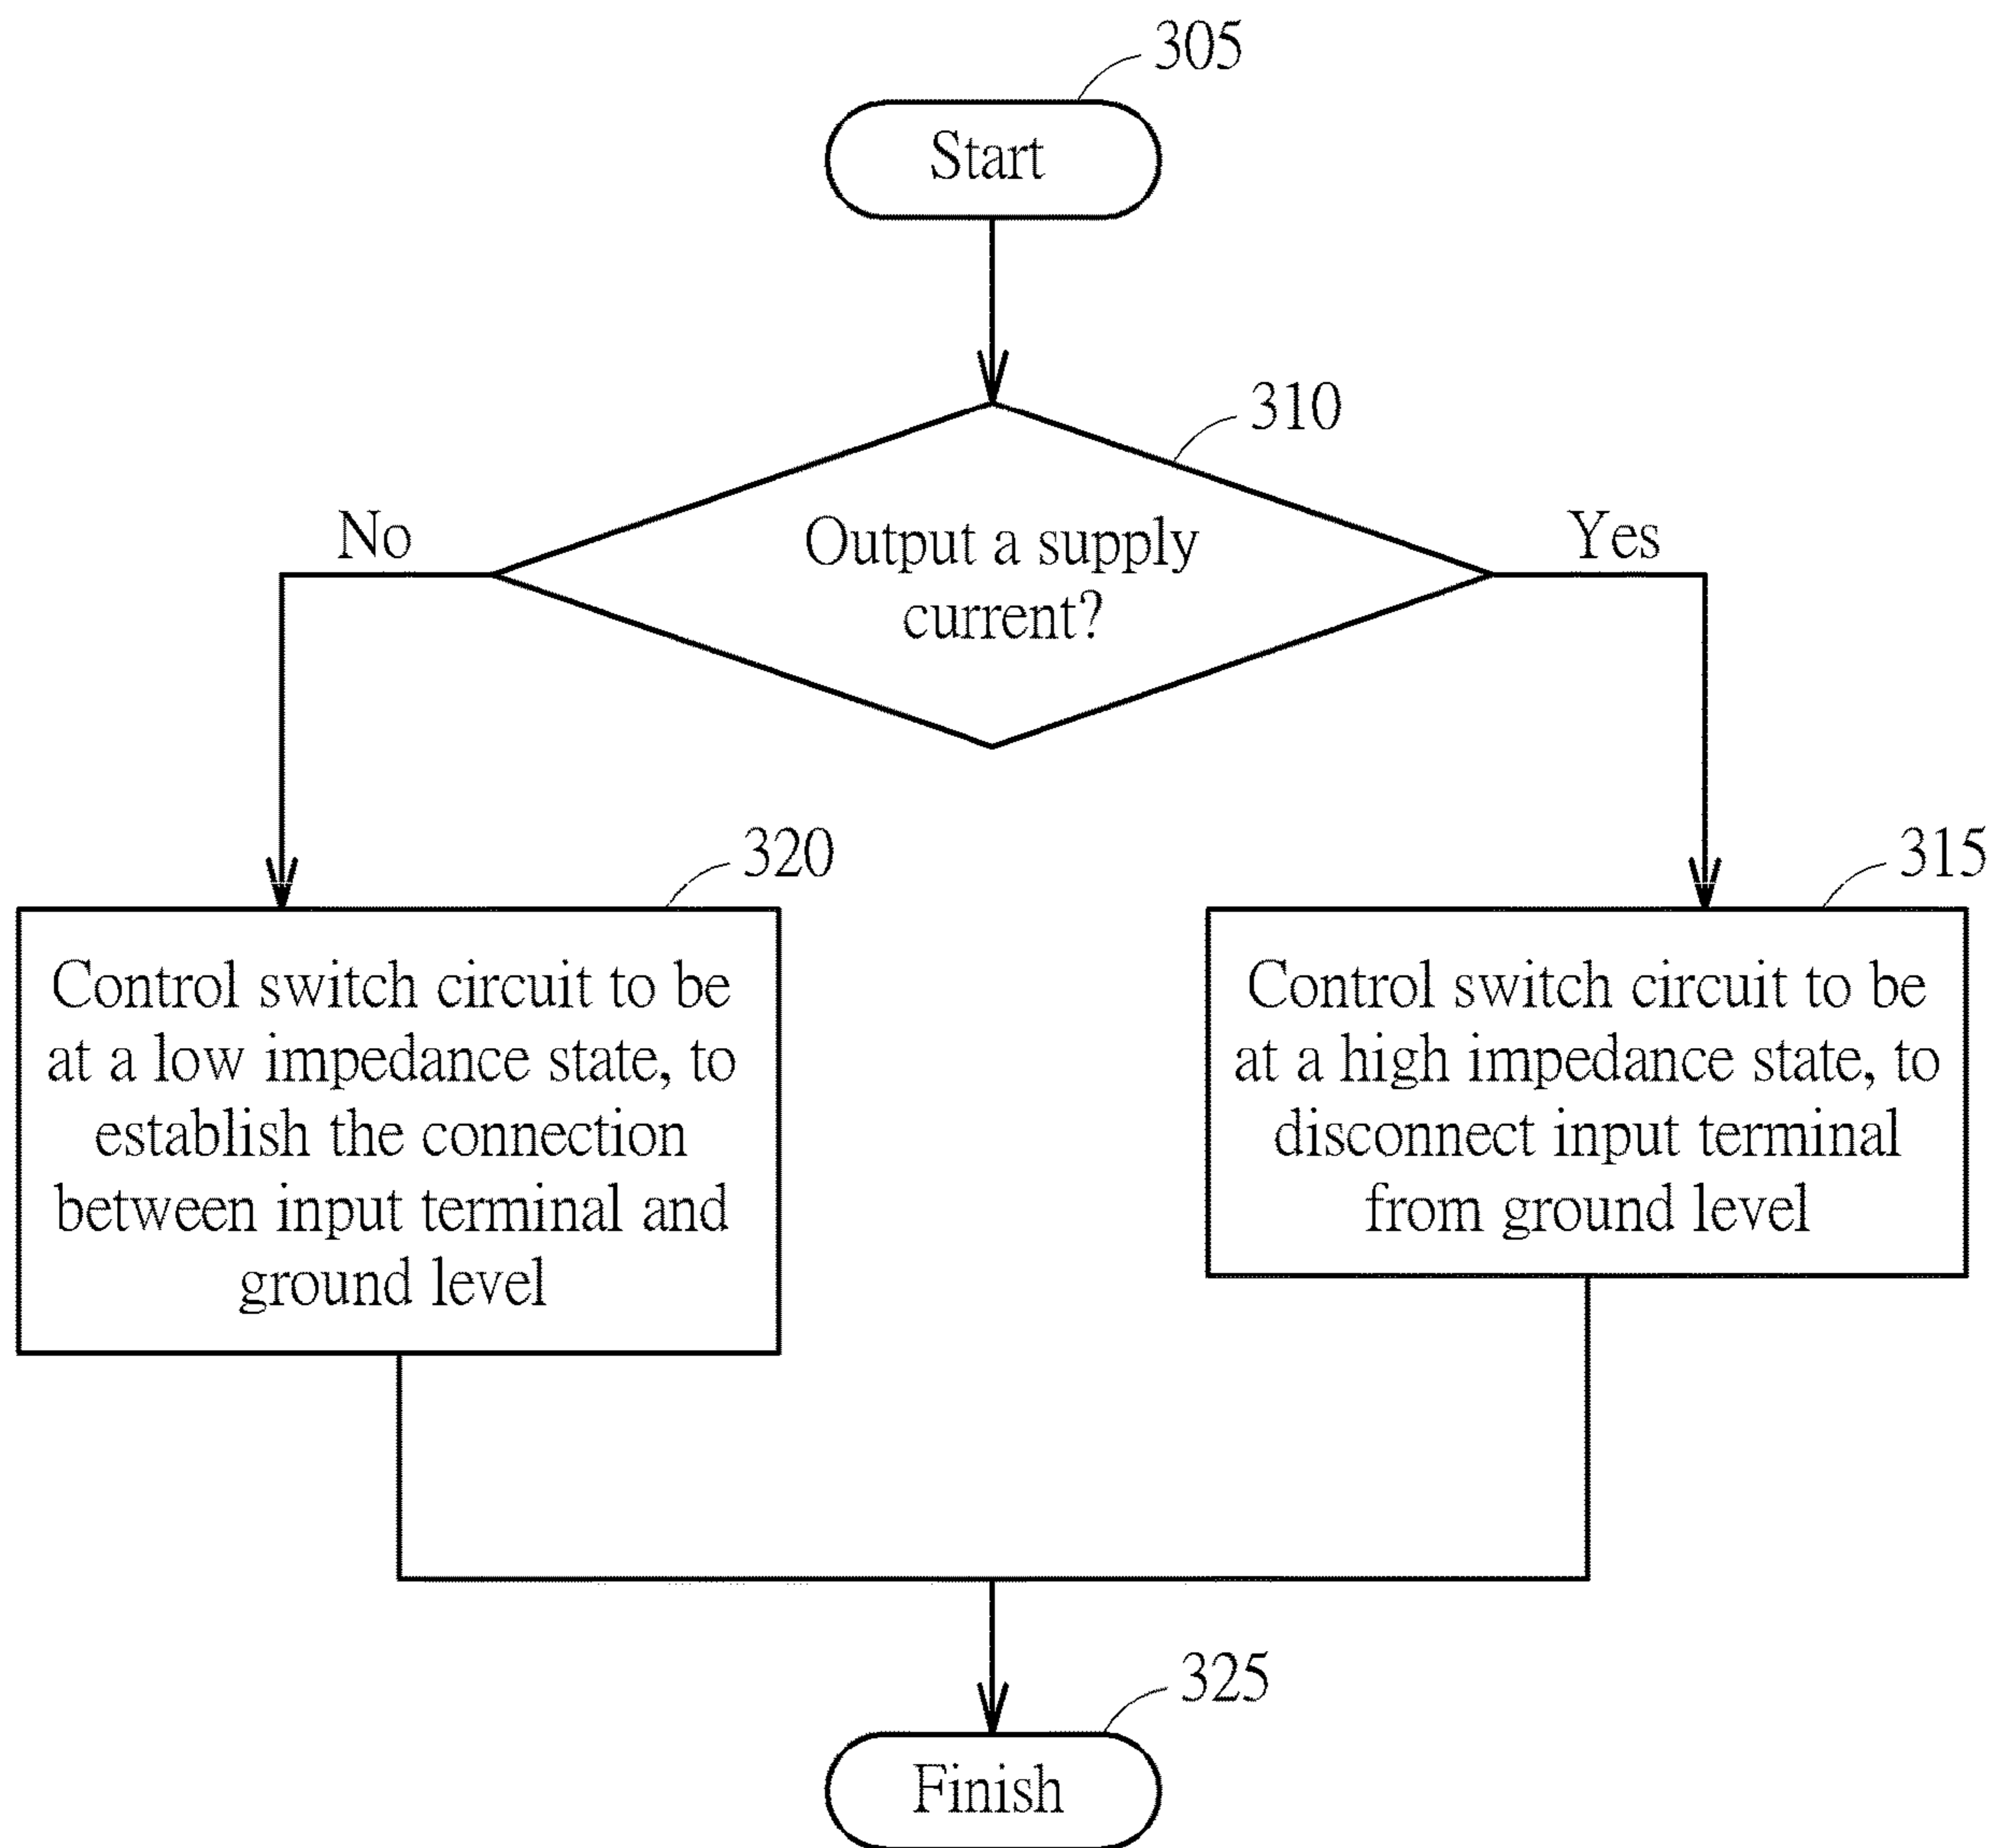 305
Start
310
No
Output a supply
current?
Yes
320
Control switch circuit to be
at a low impedance state, to
establish the connection
between input terminal and
ground level
315
Control switch circuit to be
at a high impedance state, to
disconnect input terminal
from ground level
325
Finish